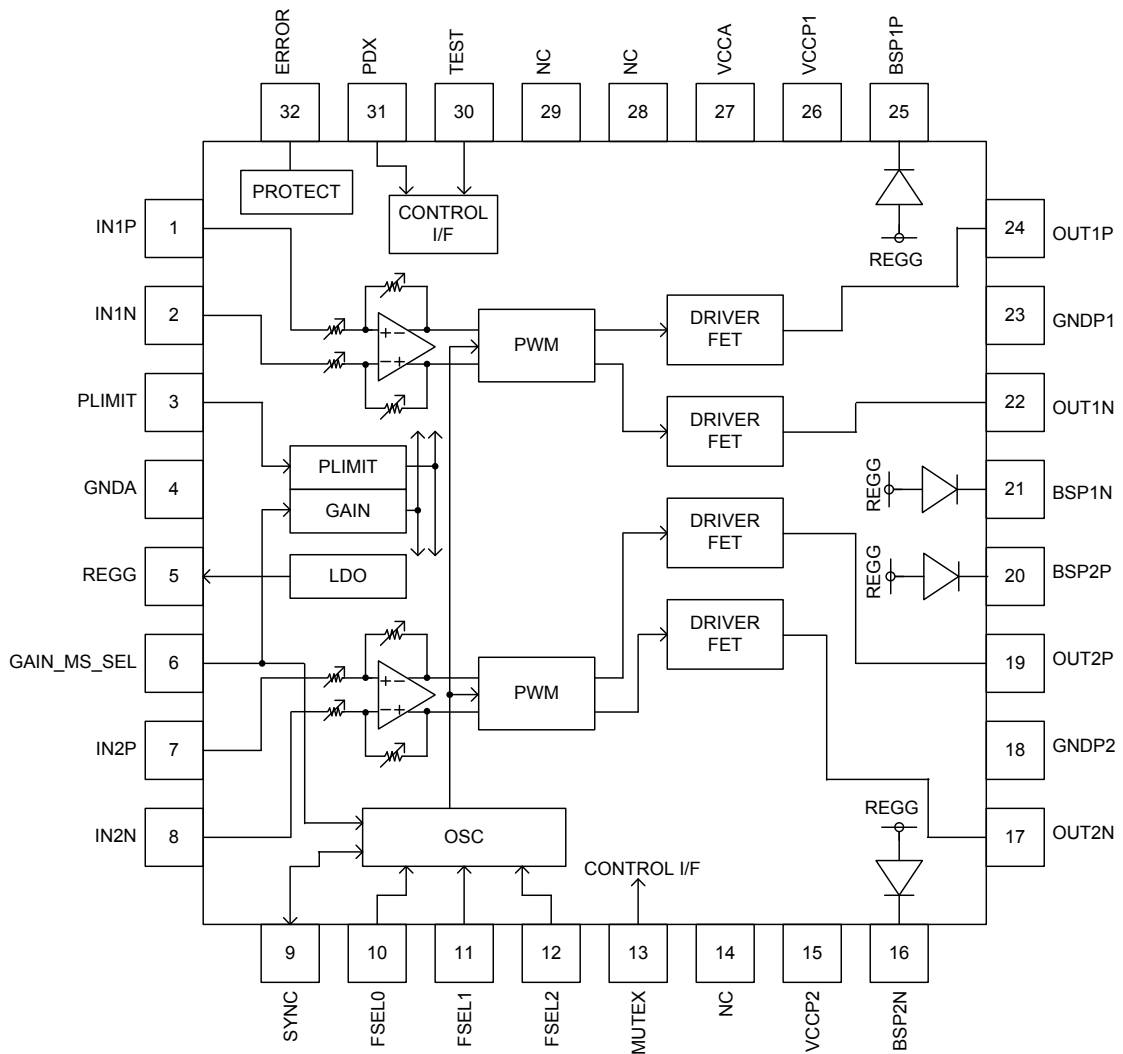 ERROR
PDX
TEST
NC
NC
VCCA
VCCP1
BSP1P
32
31
30
29
28
27
26
25
PROTECT
CONTROL
I/F
REGG
IN1P
1
IN1N
2
PLIMIT
3
GNDA
4
REGG
5
GAIN_MS_SEL
6
IN2P
7
IN2N
8
+ −
− +
PWM
DRIVER
FET
DRIVER
FET
PLIMIT
GAIN
LDO
DRIVER
FET
DRIVER
FET
+ −
− +
PWM
OSC
CONTROL I/F
24
OUT1P
23
GNDP1
22
OUT1N
REGG
21
BSP1N
REGG
20
BSP2P
19
OUT2P
18
GNDP2
17
OUT2N
REGG
9
10
11
12
13
14
15
16
SYNC
FSEL0
FSEL1
FSEL2
MUTEX
NC
VCCP2
BSP2N